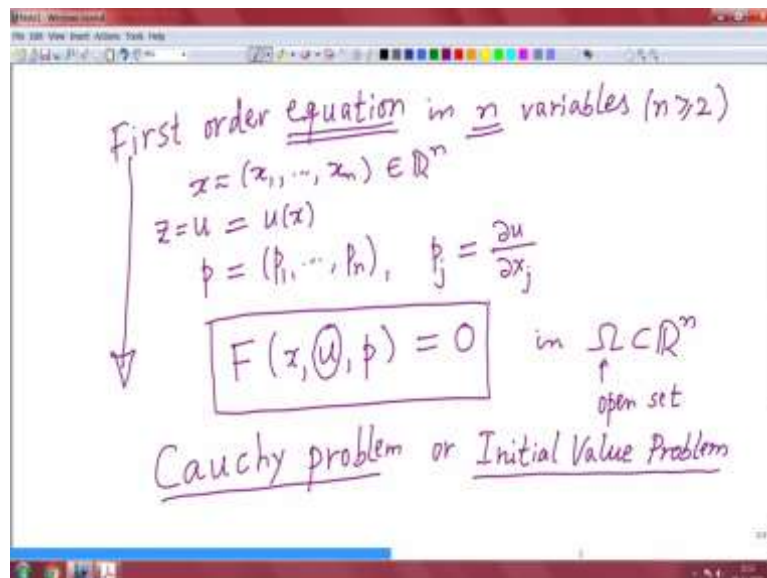 First order equation in n variables (n ≥ 2)
x = (x₁, ..., xₙ) ∈ ℝⁿ
z = u = u(x)
p = (p₁, ..., pₙ), pⱼ = ∂u/∂xⱼ
F(x, u, p) = 0 in Ω ⊂ ℝⁿ
open set
Cauchy problem or Initial Value Problem